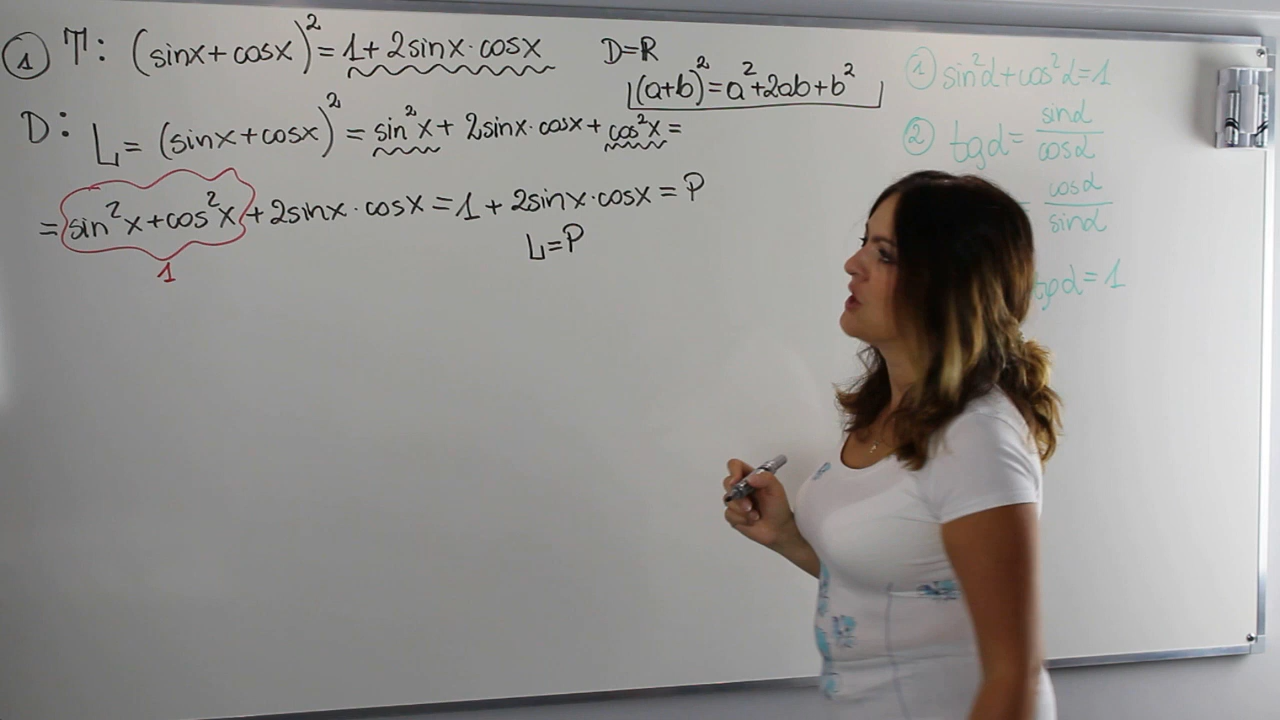 ① T: (sinx+cosx)²=1+2sinx·cosx D=R
(a+b)²=a²+2ab+b²
D: L=(sinx+cosx)²=sin²x+2sinx·cosx+cos²x=
=sin²x+cos²x+2sinx·cosx=1+2sinx·cosx=P
1
L=P
① sin²α+cos²α=1
② tgα=sinα/cosα
=cosα/sinα
tgα=1